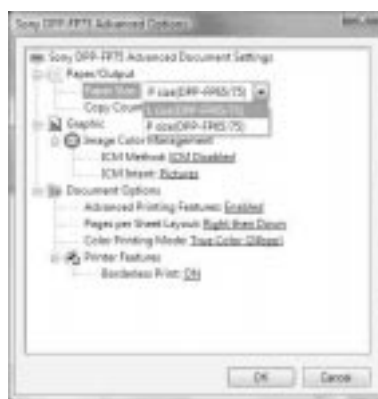 Sony DPP-FP75 Advanced Options
Sony DPP-FP75 Advanced Document Settings
Paper/Output
Paper Size: P size(DPP-FP65/75)
L size(DPP-FP65/75)
Copy Count
P size(DPP-FP65/75)
Graphic
Image Color Management
ICM Method: ICM Disabled
ICM Intent: Pictures
Document Options
Advanced Printing Features: Enabled
Pages per Sheet Layout: Right then Down
Color Printing Mode: True Color (24bpp)
Printer Features
Borderless Print: ON
OK Cancel